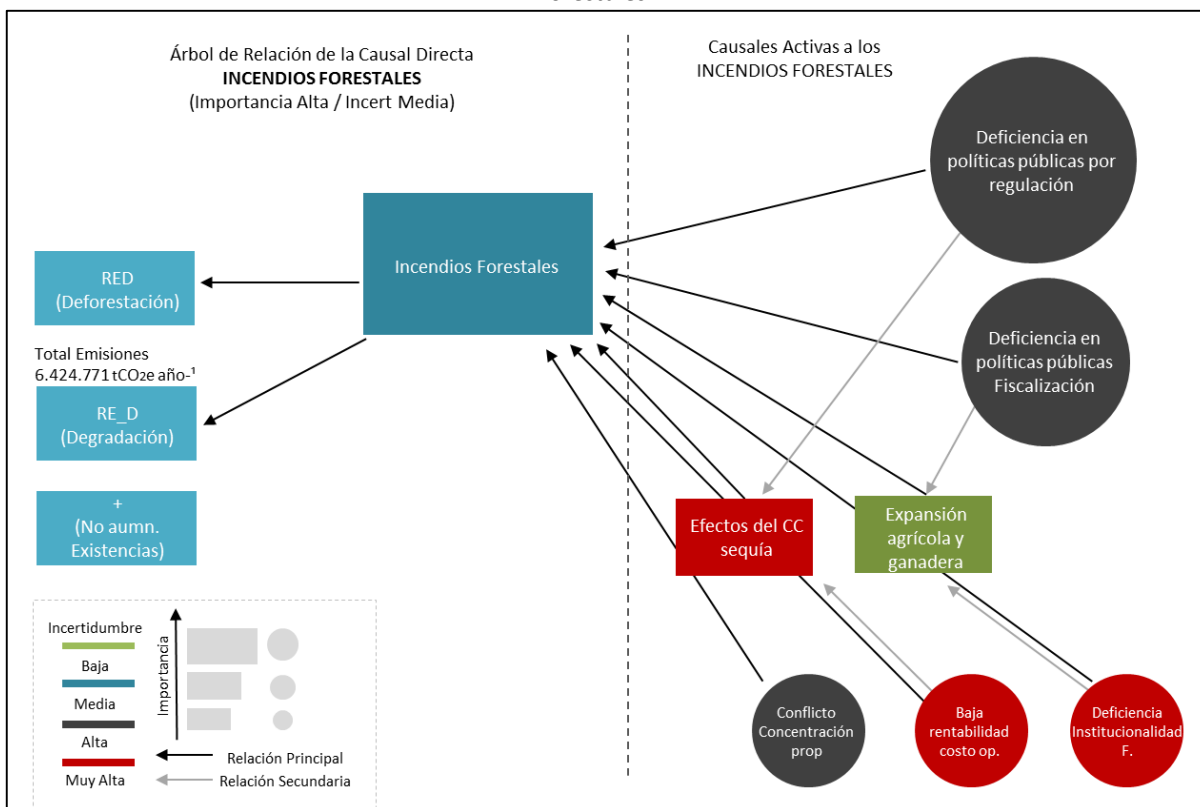 Árbol de Relación de la Causal Directa
INCENDIOS FORESTALES
(Importancia Alta / Incert Media)
Causales Activas a los
INCENDIOS FORESTALES
Deficiencia en
políticas públicas por
regulación
Incendios Forestales
RED
(Deforestación)
Deficiencia en
políticas públicas
Fiscalización
Total Emisiones
6.424.771 tCO2e año-¹
RE_D
(Degradación)
+
(No aumn.
Existencias)
Efectos del CC
sequía
Expansión
agrícola y
ganadera
Incertidumbre
Baja
Media
Alta
Muy Alta
Importancia
Relación Principal
Relación Secundaria
Conflicto
Concentración
prop
Baja
rentabilidad
costo op.
Deficiencia
Institucionalidad
F.